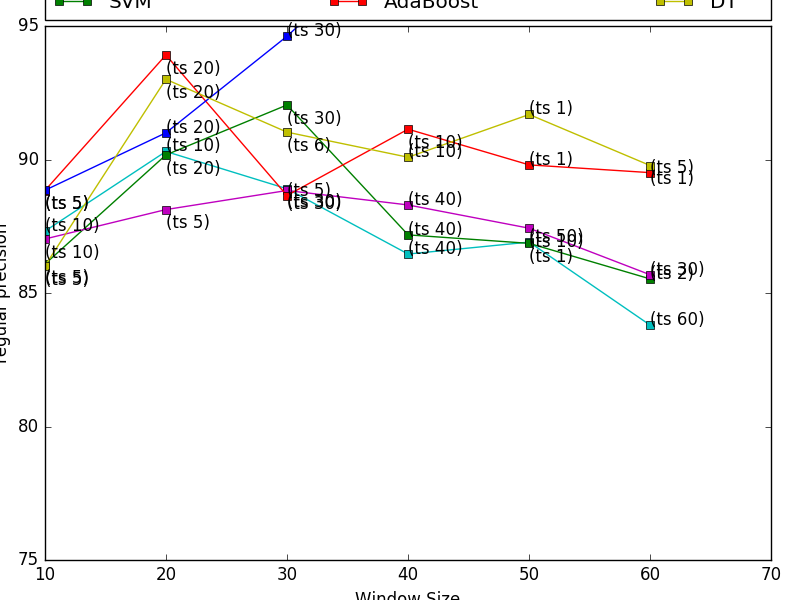 SVM AdaBoost DT
95
(ts 30)
(ts 20)
(ts 20)
(ts 1)
(ts 30)
(ts 20)
(ts 10)
(ts 6)
(ts 10)
(ts 10)
90
(ts 1)
(ts 20)
(ts 5)
(ts 1)
(ts 5)
(ts 5)
(ts 30)
(ts 30)
(ts 40)
(ts 10)
(ts 5)
(ts 40)
(ts 50)
(ts 10)
(ts 10)
(ts 40)
(ts 1)
(ts 5)
(ts 5)
(ts 30)
(ts 2)
85
(ts 60)
regular precision
80
75
10 20 30 40 50 60 70
Window Size